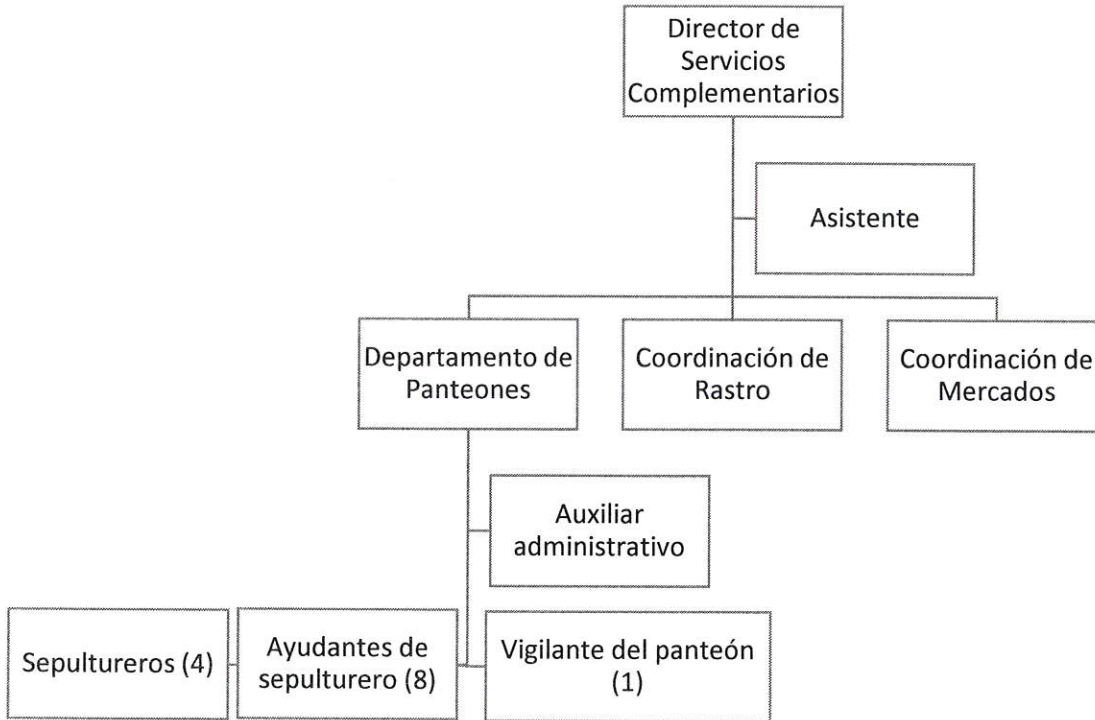 Director de
Servicios
Complementarios
Asistente
Departamento de
Panteones
Coordinación de
Rastro
Coordinación de
Mercados
Auxiliar
administrativo
Sepultureros (4)
Ayudantes de
sepulturero (8)
Vigilante del panteón
(1)